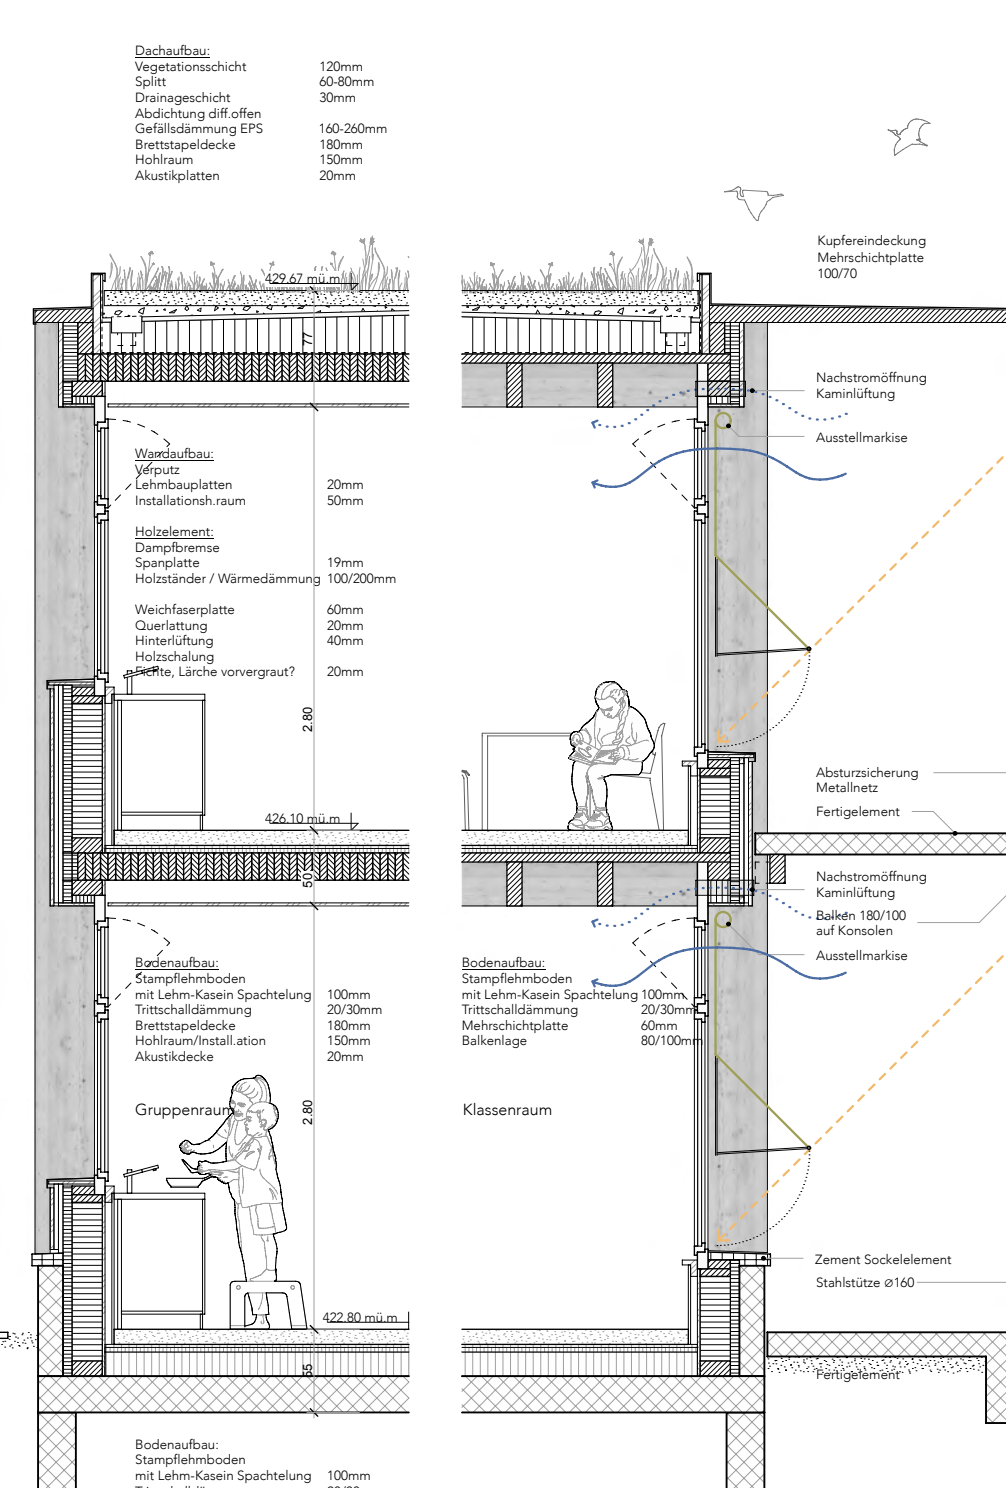 Dachaufbau:
Vegetationsschicht 120mm
Splitt 60-80mm
Drainageschicht 30mm
Abdichtung diff.offen
Gefällsdämmung EPS 160-260mm
Brettstapeldecke 180mm
Hohlraum 150mm
Akustikplatten 20mm
Kupfereindeckung
Mehrschichtplatte
100/70
429.67 mü.m
77
Nachstromöffnung
Kaminlüftung
Ausstellmarkise
Wandaufbau:
Verputz
Lehmbauplatten 20mm
Installationsh.raum 50mm
Holzelement:
Dampfbremse
Spanplatte 19mm
Holzständer / Wärmedämmung 100/200mm
Weichfaserplatte 60mm
Querlattung 20mm
Hinterlüftung 40mm
Holzschalung
Fichte, Lärche vorvergraut? 20mm
2.80
Absturzsicherung
Metallnetz
Fertigelement
426.10 mü.m
50
Nachstromöffnung
Kaminlüftung
Balken 180/100
auf Konsolen
Ausstellmarkise
Bodenaufbau:
Stampflehmboden
mit Lehm-Kasein Spachtelung 100mm
Trittschalldämmung 20/30mm
Brettstapeldecke 180mm
Hohlraum/Install.ation 150mm
Akustikdecke 20mm
Bodenaufbau:
Stampflehmboden
mit Lehm-Kasein Spachtelung 100mm
Trittschalldämmung 20/30mm
Mehrschichtplatte 60mm
Balkenlage 80/100mm
Gruppenraum
2.80
Klassenraum
Zement Sockelelement
Stahlstütze ⌀160
422.80 mü.m
55
Fertigelement
Bodenaufbau:
Stampflehmboden
mit Lehm-Kasein Spachtelung 100mm